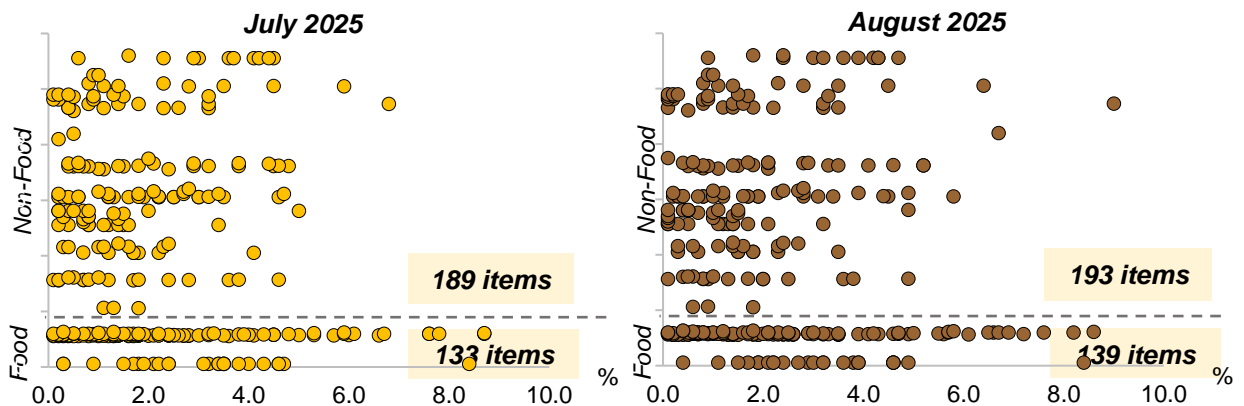 July 2025
August 2025
Non-Food
Food
189 items
133 items
0.0 2.0 4.0 6.0 8.0 10.0
%
Non-Food
Food
193 items
139 items
0.0 2.0 4.0 6.0 8.0 10.0
%